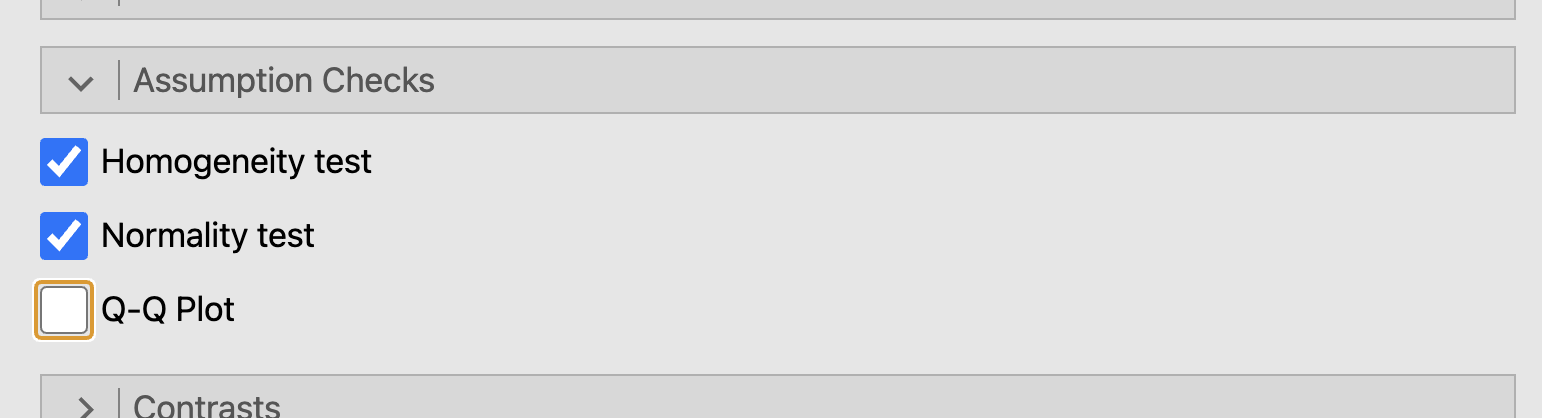 Assumption Checks
Homogeneity test
Normality test
Q-Q Plot
Contrasts